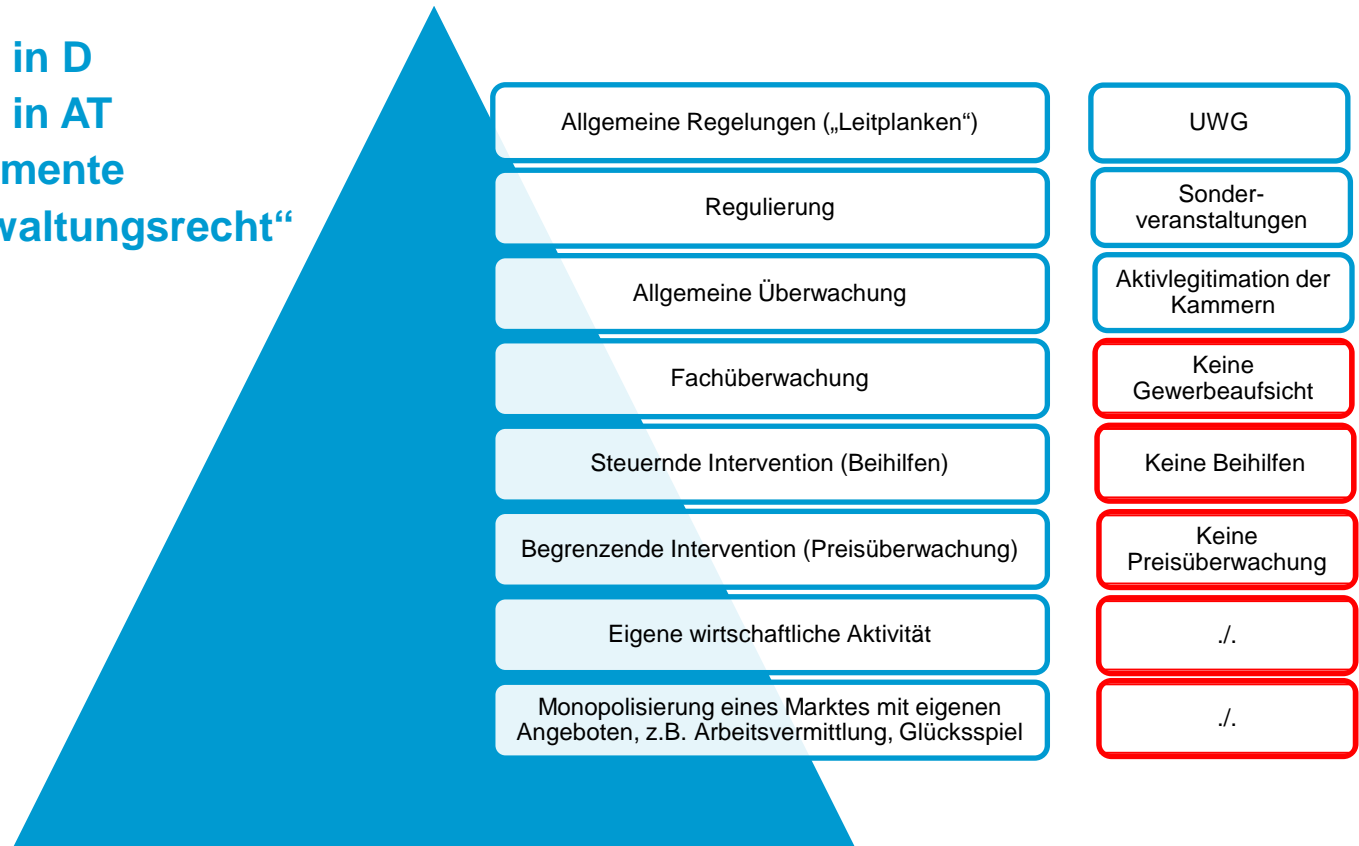 in D
in AT
mente
waltungsrecht“
Allgemeine Regelungen („Leitplanken“)
UWG
Regulierung
Sonder-
veranstaltungen
Allgemeine Überwachung
Aktivlegitimation der
Kammern
Fachüberwachung
Keine
Gewerbeaufsicht
Steuernde Intervention (Beihilfen)
Keine Beihilfen
Begrenzende Intervention (Preisüberwachung)
Keine
Preisüberwachung
Eigene wirtschaftliche Aktivität
./.
Monopolisierung eines Marktes mit eigenen
Angeboten, z.B. Arbeitsvermittlung, Glücksspiel
./.